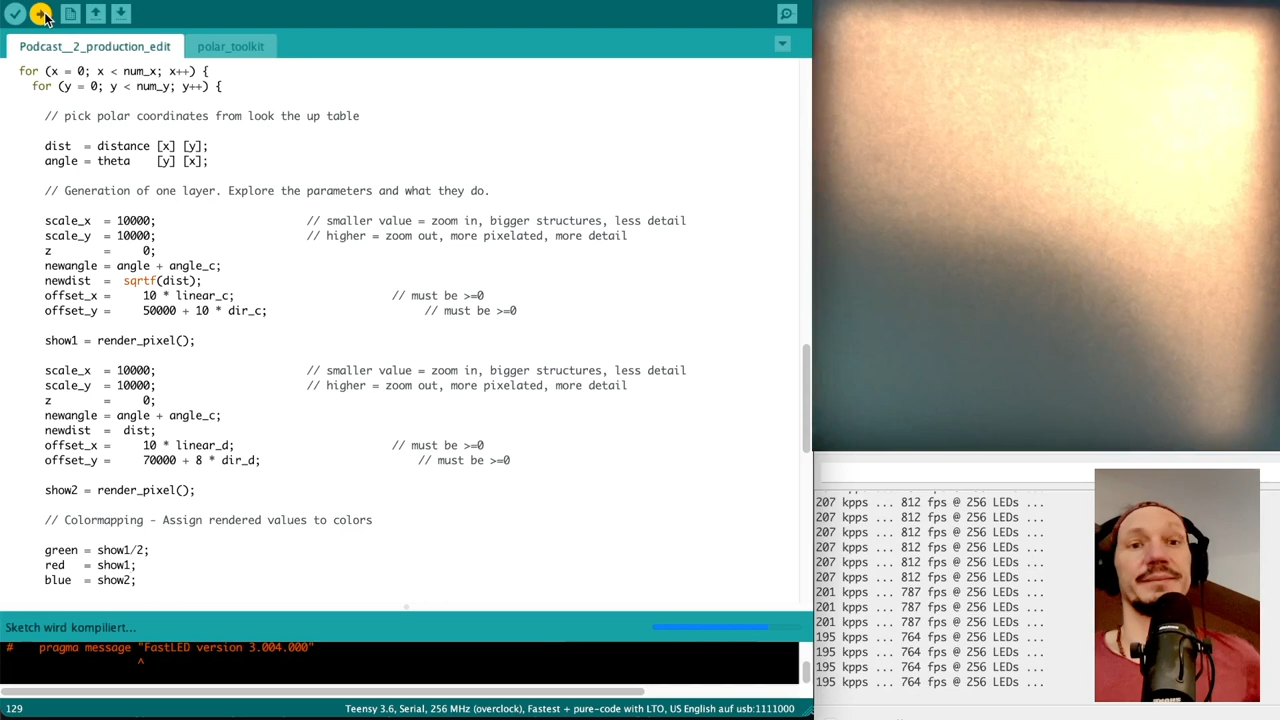 Podcast__2_production_edit
polar_toolkit
for (x = 0; x < num_x; x++) {
for (y = 0; y < num_y; y++) {
// pick polar coordinates from look the up table
dist  = distance [x] [y];
angle = theta    [y] [x];
// Generation of one layer. Explore the parameters and what they do.
scale_x  = 10000;                       // smaller value = zoom in, bigger structures, less detail
scale_y  = 10000;                       // higher = zoom out, more pixelated, more detail
z        =     0;
newangle = angle + angle_c;
newdist  =  sqrtf(dist);
offset_x =     10 * linear_c;                        // must be >=0
offset_y =     50000 + 10 * dir_c;                        // must be >=0
show1 = render_pixel();
scale_x  = 10000;                       // smaller value = zoom in, bigger structures, less detail
scale_y  = 10000;                       // higher = zoom out, more pixelated, more detail
z        =     0;
newangle = angle + angle_c;
newdist  =  dist;
offset_x =     10 * linear_d;                        // must be >=0
offset_y =     70000 + 8 * dir_d;                        // must be >=0
show2 = render_pixel();
// Colormapping - Assign rendered values to colors
green = show1/2;
red   = show1;
blue  = show2;
Sketch wird kompiliert...
#    pragma message "FastLED version 3.004.000"
^
129
Teensy 3.6, Serial, 256 MHz (overclock), Fastest + pure-code with LTO, US English auf usb:1111000
207 kpps ... 812 fps @ 256 LEDs ...
207 kpps ... 812 fps @ 256 LEDs ...
207 kpps ... 812 fps @ 256 LEDs ...
207 kpps ... 812 fps @ 256 LEDs ...
207 kpps ... 812 fps @ 256 LEDs ...
207 kpps ... 812 fps @ 256 LEDs ...
201 kpps ... 787 fps @ 256 LEDs ...
201 kpps ... 787 fps @ 256 LEDs ...
201 kpps ... 787 fps @ 256 LEDs ...
195 kpps ... 764 fps @ 256 LEDs ...
195 kpps ... 764 fps @ 256 LEDs ...
195 kpps ... 764 fps @ 256 LEDs ...
195 kpps ... 764 fps @ 256 LEDs ...